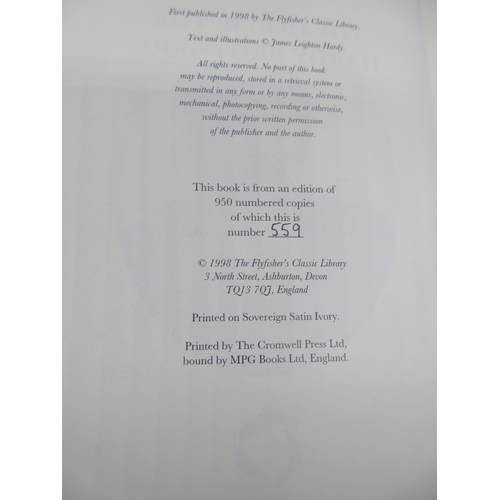 First published in 1998 by The Flyfisher's Classic Library.
Text and illustrations © James Leighton Hardy.
All rights reserved. No part of this book
may be reproduced, stored in a retrieval system or
transmitted in any form or by any means, electronic,
mechanical, photocopying, recording or otherwise,
without the prior written permission
of the publisher and the author.
This book is from an edition of
950 numbered copies
of which this is
number 559
© 1998 The Flyfisher's Classic Library
3 North Street, Ashburton, Devon
TQ13 7QJ, England
Printed on Sovereign Satin Ivory.
Printed by The Cromwell Press Ltd,
bound by MPG Books Ltd, England.